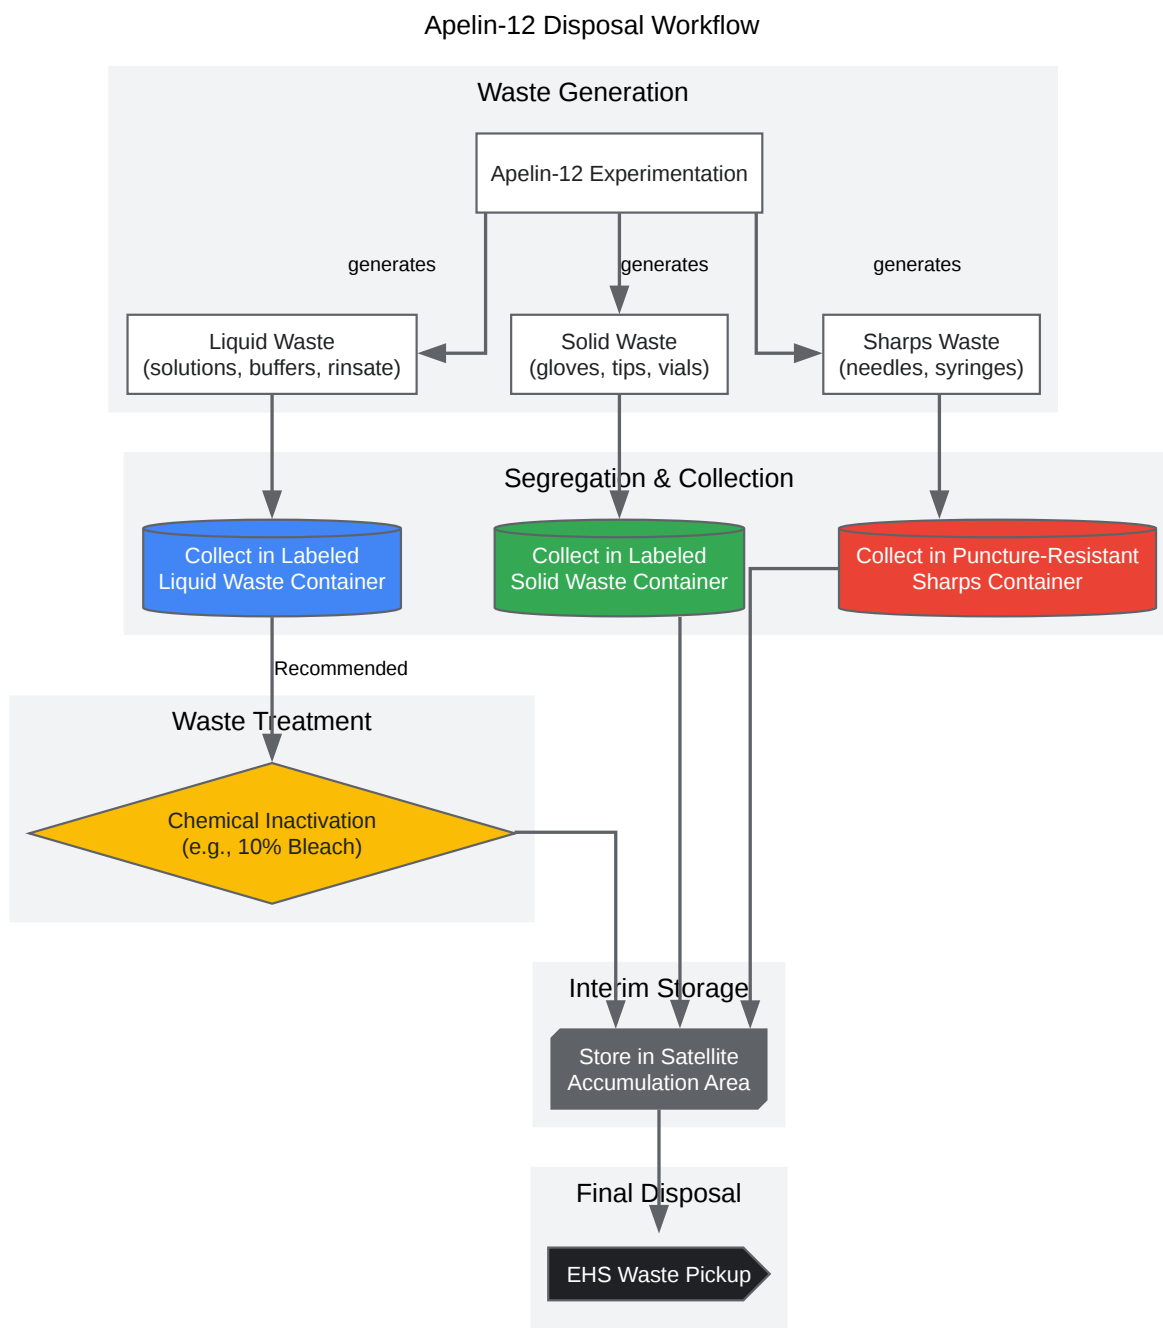 Apelin-12 Disposal Workflow
Waste Generation
Apelin-12 Experimentation
generates
generates
generates
Liquid Waste
(solutions, buffers, rinsate)
Solid Waste
(gloves, tips, vials)
Sharps Waste
(needles, syringes)
Segregation & Collection
Collect in Labeled
Liquid Waste Container
Collect in Labeled
Solid Waste Container
Collect in Puncture-Resistant
Sharps Container
Recommended
Waste Treatment
Chemical Inactivation
(e.g., 10% Bleach)
Interim Storage
Store in Satellite
Accumulation Area
Final Disposal
EHS Waste Pickup